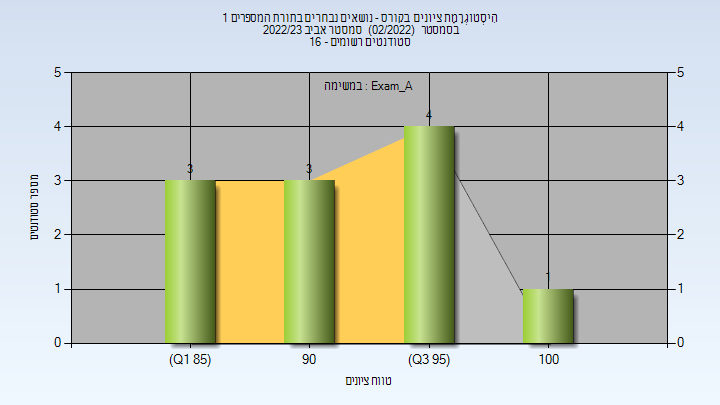 הִיסְטוֹגְרָמַת ציונים בקורס - נושאים נבחרים בתורת המספרים 1
בסמסטר (02/2022) סמסטר אביב 2022/23
סטודנטים רשומים - 16
במשימה : Exam_A
5 5
4 4
3 3
2 2
1 1
0 0
3 3 4 1
מספר סטודנטים
(Q1 85) 90 (Q3 95) 100
טווח ציונים